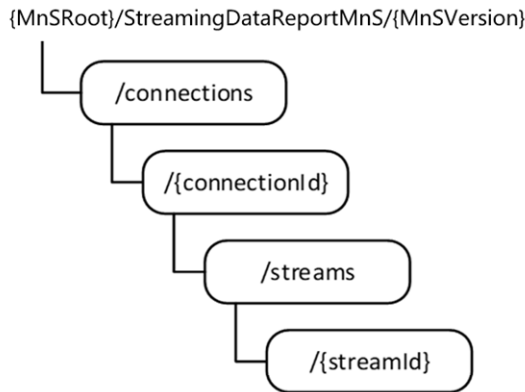 {MnSRoot}/StreamingDataReportMnS/{MnSVersion}
/connections
/{connectionId}
/streams
/{streamId}